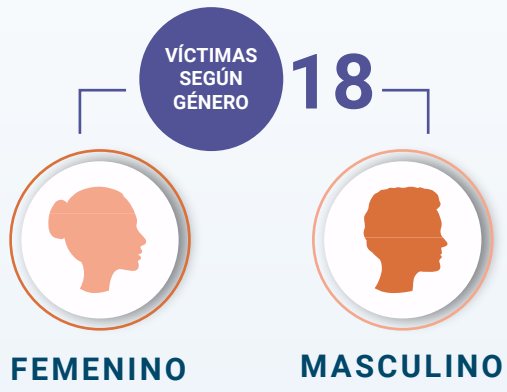 VÍCTIMAS
SEGÚN
GÉNERO
18
FEMENINO
MASCULINO